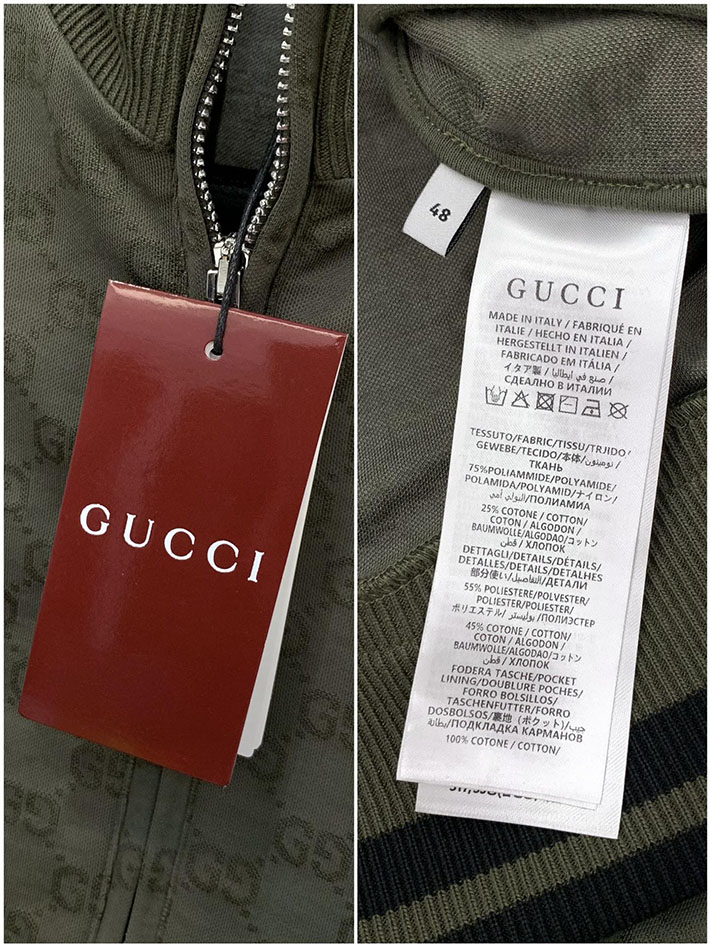 GUCCI
48
GUCCI
MADE IN ITALY / FABRIQUÉ EN
ITALIE / HECHO EN ITALIA /
HERGESTELLT IN ITALIEN /
FABRICADO EM ITÁLIA /
イタリア製 / صنع في ايطاليا /
СДЕЛАНО В ИТАЛИИ
TESSUTO/FABRIC/TISSU/TRJIDO/
GEWEBE/TECIDO/本体/
ТКАНЬ
75%POLIAMMIDE/POLYAMIDE/
POLAMIDA/POLYAMID/ナイロン/
/ПОЛИАМИА
25% COTONE / COTTON/
COTON / ALGODON /
BAUMWOLLE/ALGODAO/コットン
قطن / ХЛОПОК
DETTAGLI/DETAILS/DÉTAILS/
DETALLES/DETAILS/DETALHES
部分使い/التفاصيل/ДЕТАЛИ
55% POLIESTERE/POLYESTER/
POLYESTER/POLIESTER/
ポリエステル/بوليستر/ПОЛИЭСТЕР
45% COTONE / COTTON/
COTON / ALGODON /
BAUMWOLLE/ALGODAO/コットン
قطن / ХЛОПОК
FODERA TASCHE/POCKET
LINING/DOUBLURE POCHES/
FORRO BOLSILLOS/
TASCHENFUTTER/FORRO
DOSBOLSOS/裏地 (ポケット)/جيب
بطانة/ПОДКЛАДКА КАРМАНОВ
100% COTONE / COTTON/